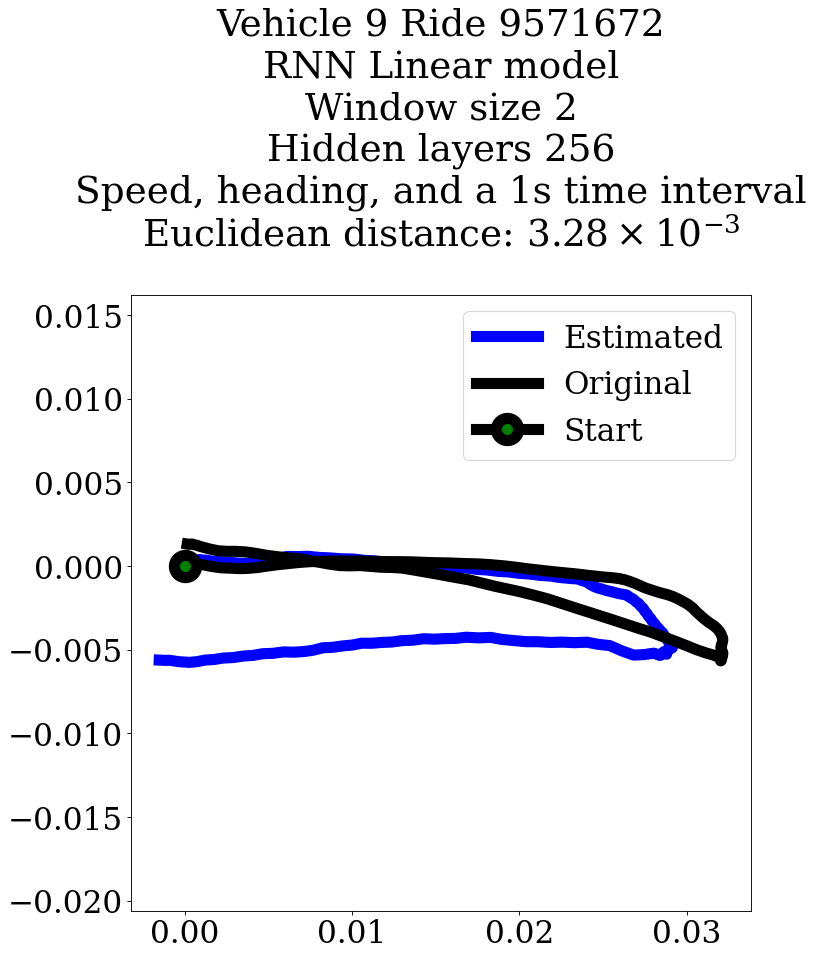 Vehicle 9 Ride 9571672
RNN Linear model
Window size 2
Hidden layers 256
Speed, heading, and a 1s time interval
Euclidean distance: 3.28 × 10⁻³
Estimated
Original
Start
0.015
0.010
0.005
0.000
−0.005
−0.010
−0.015
−0.020
0.00 0.01 0.02 0.03